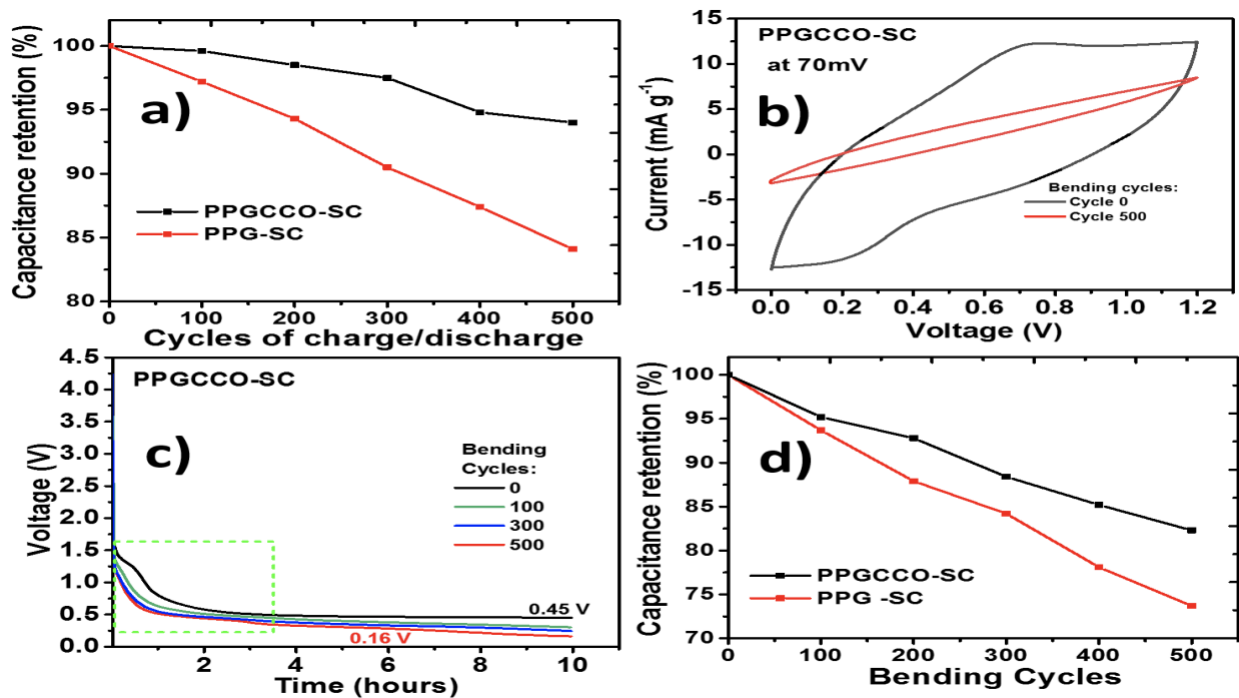 100
95
90
85
80
Capacitance retention (%)
a)
PPGCCO-SC
PPG-SC
0 100 200 300 400 500
Cycles of charge/discharge
15
10
5
0
-5
-10
-15
Current (mA g⁻¹)
PPGCCO-SC
at 70mV
b)
Bending cycles:
Cycle 0
Cycle 500
0.0 0.2 0.4 0.6 0.8 1.0 1.2
Voltage (V)
4.5
4.0
3.5
3.0
2.5
2.0
1.5
1.0
0.5
0.0
Voltage (V)
PPGCCO-SC
c)
Bending
Cycles:
0
100
300
500
0.45 V
0.16 V
2 4 6 8 10
Time (hours)
100
95
90
85
80
75
70
Capacitance retention (%)
d)
PPGCCO-SC
PPG -SC
0 100 200 300 400 500
Bending Cycles